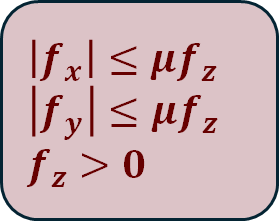 |f_x| ≤ μf_z
|f_y| ≤ μf_z
f_z > 0